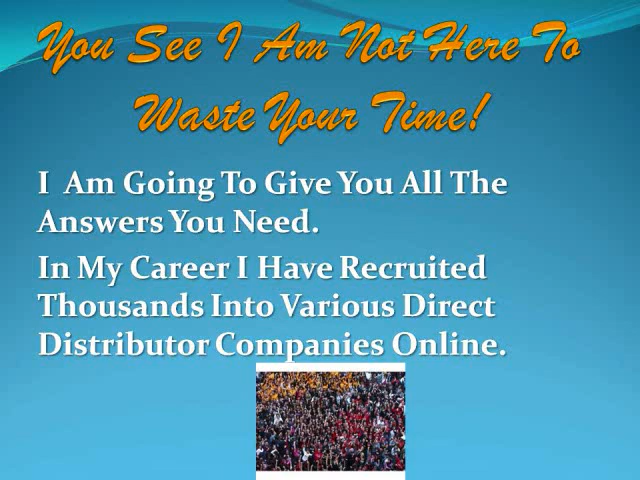 You See I Am Not Here To
Waste Your Time!
I Am Going To Give You All The
Answers You Need.
In My Career I Have Recruited
Thousands Into Various Direct
Distributor Companies Online.